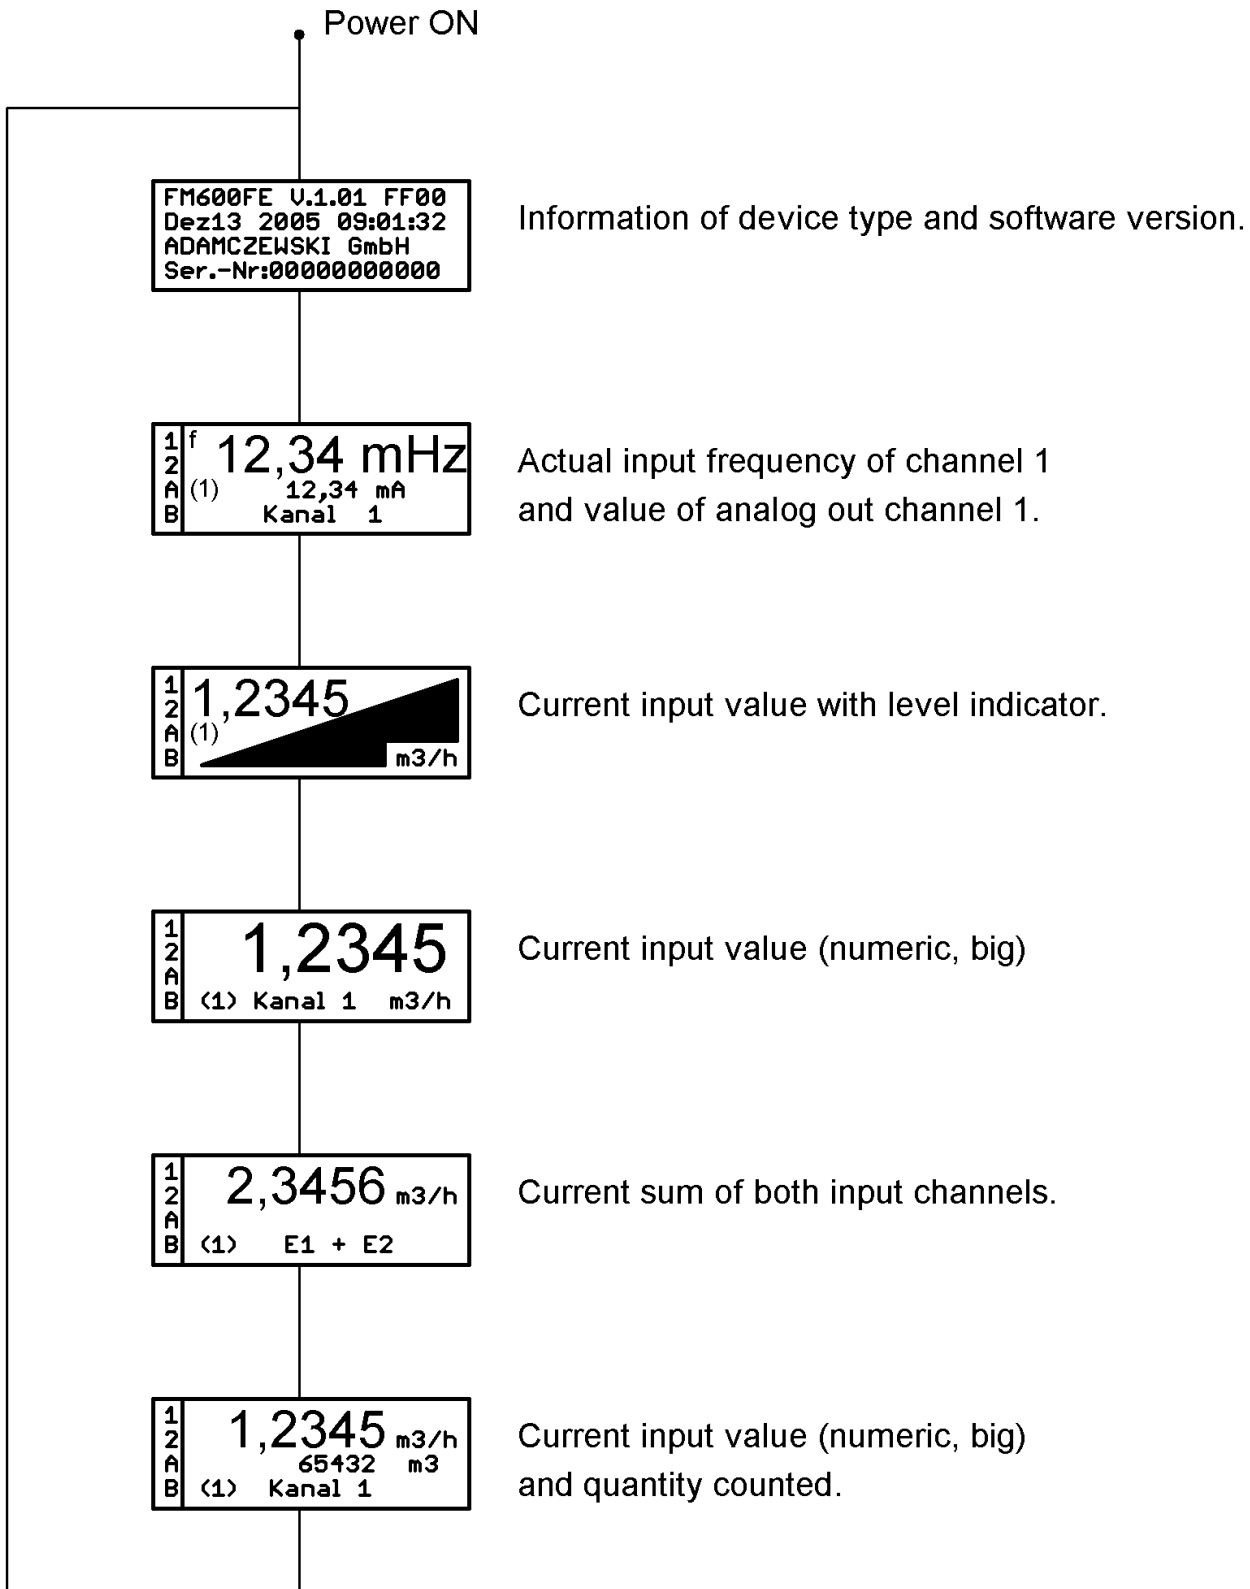 Power ON
FM600FE V.1.01 FF00
Dez13 2005 09:01:32
ADAMCZEWSKI GmbH
Ser.-Nr:00000000000
Information of device type and software version.
1
2
A
B
f 12,34 mHz
(1) 12,34 mA
Kanal 1
Actual input frequency of channel 1
and value of analog out channel 1.
1
2
A
B
1,2345
(1)
m3/h
Current input value with level indicator.
1
2
A
B
1,2345
(1) Kanal 1 m3/h
Current input value (numeric, big)
1
2
A
B
2,3456 m3/h
(1) E1 + E2
Current sum of both input channels.
1
2
A
B
1,2345 m3/h
65432 m3
(1) Kanal 1
Current input value (numeric, big)
and quantity counted.